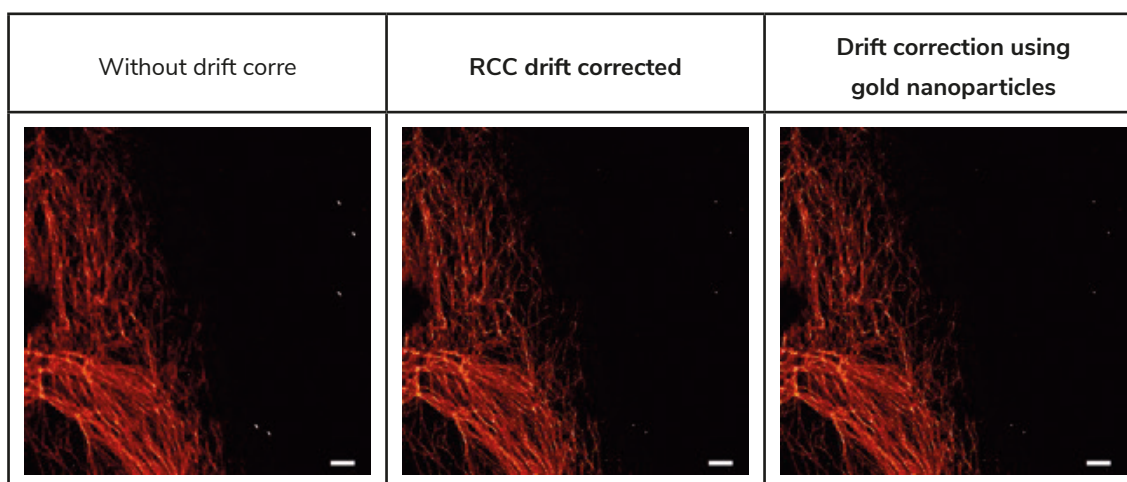 Without drift corre
RCC drift corrected
Drift correction using
gold nanoparticles